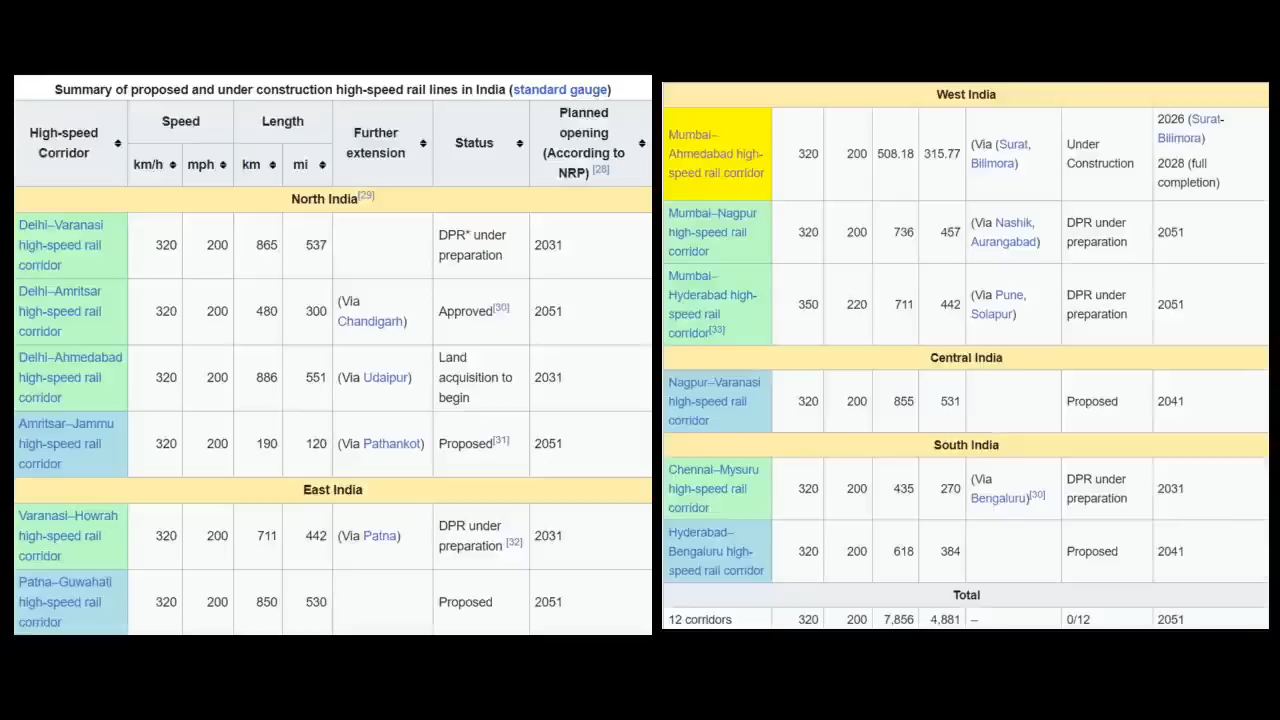 Summary of proposed and under construction high-speed rail lines in India (standard gauge)
High-speed Corridor Speed Length Further extension Status Planned opening (According to NRP) [28]
km/h mph km mi
North India[29]
Delhi–Varanasi high-speed rail corridor 320 200 865 537 DPR* under preparation 2031
Delhi–Amritsar high-speed rail corridor 320 200 480 300 (Via Chandigarh) Approved[30] 2051
Delhi–Ahmedabad high-speed rail corridor 320 200 886 551 (Via Udaipur) Land acquisition to begin 2031
Amritsar–Jammu high-speed rail corridor 320 200 190 120 (Via Pathankot) Proposed[31] 2051
East India
Varanasi–Howrah high-speed rail corridor 320 200 711 442 (Via Patna) DPR under preparation [32] 2031
Patna–Guwahati high-speed rail corridor 320 200 850 530 Proposed 2051
West India
Mumbai–Ahmedabad high-speed rail corridor 320 200 508.18 315.77 (Via (Surat, Bilimora) Under Construction 2026 (Surat-Bilimora) 2028 (full completion)
Mumbai–Nagpur high-speed rail corridor 320 200 736 457 (Via Nashik, Aurangabad) DPR under preparation 2051
Mumbai–Hyderabad high-speed rail corridor[33] 350 220 711 442 (Via Pune, Solapur) DPR under preparation 2051
Central India
Nagpur–Varanasi high-speed rail corridor 320 200 855 531 Proposed 2041
South India
Chennai–Mysuru high-speed rail corridor 320 200 435 270 (Via Bengaluru)[30] DPR under preparation 2031
Hyderabad–Bengaluru high-speed rail corridor 320 200 618 384 Proposed 2041
Total
12 corridors 320 200 7,856 4,881 – 0/12 2051